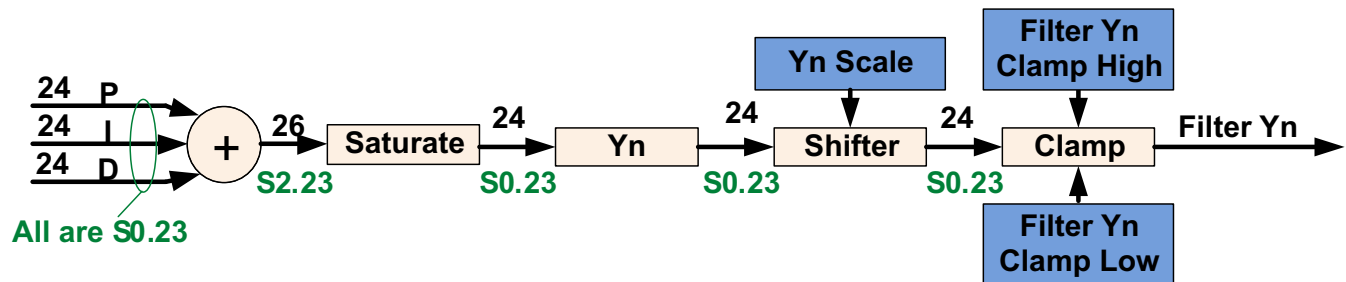 24 P
24 I
24 D
All are S0.23
+
26
S2.23
Saturate
24
S0.23
Yn
24
S0.23
Yn Scale
Shifter
24
S0.23
Filter Yn
Clamp High
Clamp
Filter Yn
Clamp Low
Filter Yn